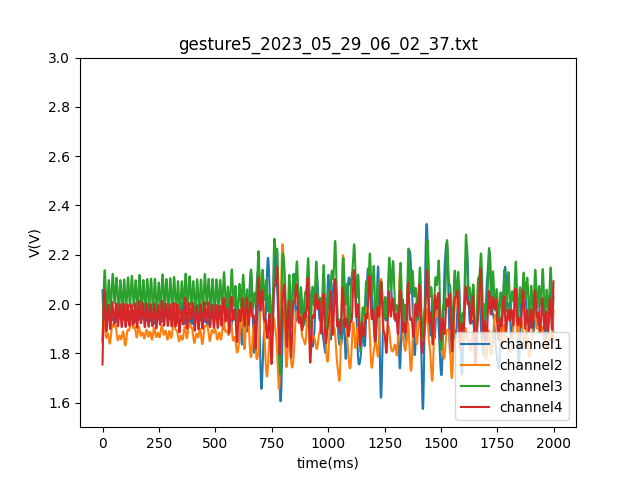 gesture5_2023_05_29_06_02_37.txt
3.0
2.8
2.6
2.4
2.2
2.0
1.8
1.6
V(V)
channel1
channel2
channel3
channel4
0 250 500 750 1000 1250 1500 1750 2000
time(ms)